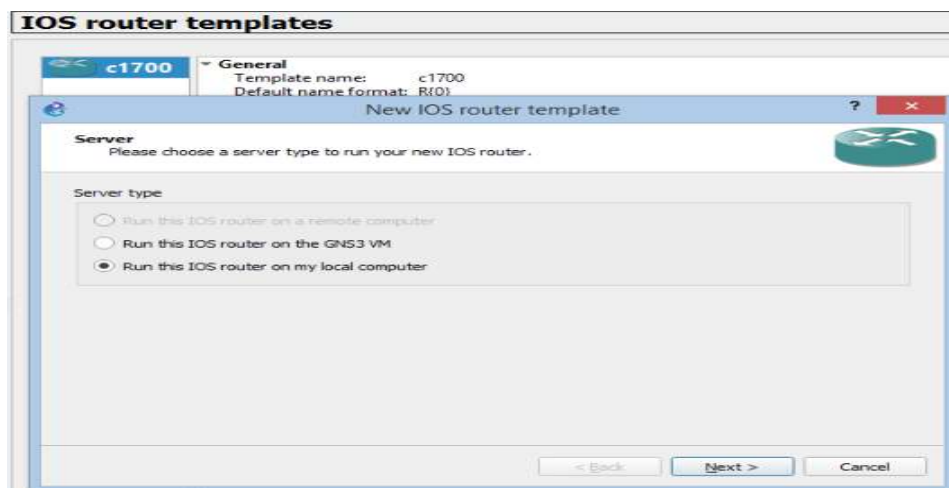 IOS router templates
c1700
General
Template name: c1700
Default name format: R{0}
New IOS router template
?
Server
Please choose a server type to run your new IOS router.
Server type
Run this IOS router on a remote computer
Run this IOS router on the GNS3 VM
Run this IOS router on my local computer
< Back Next > Cancel